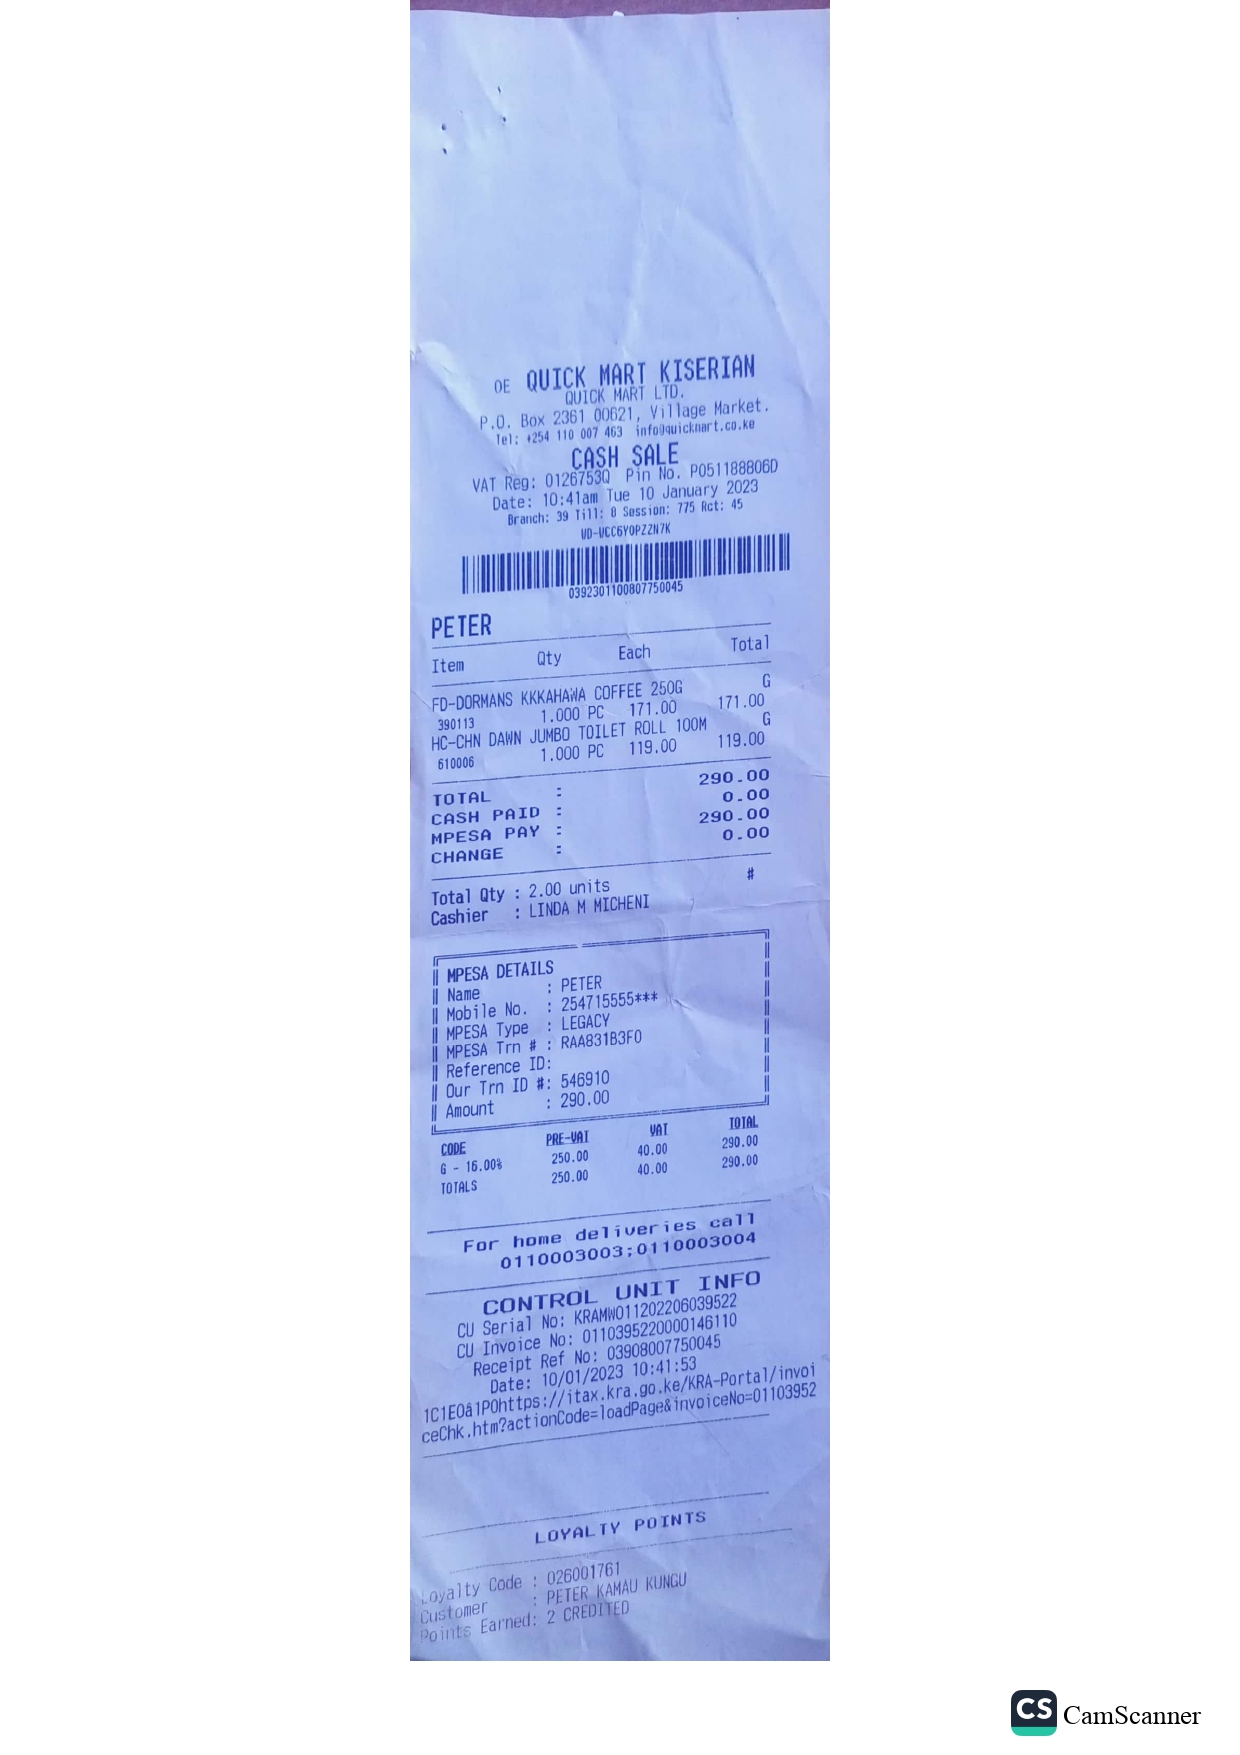 OE QUICK MART KISERIAN
QUICK MART LTD.
P.O. Box 2361 00621, Village Market.
Tel: +254 110 007 463 info@quickmart.co.ke
CASH SALE
VAT Reg: 0126753Q Pin No. P051188806D
Date: 10:41am Tue 10 January 2023
Branch: 39 Till: 8 Session: 775 Rct: 45
WD-WCC6YOPZZN7K
0392301100807750045
PETER
Item Qty Each Total
FD-DORMANS KKKAHAWA COFFEE 250G G
390113 1.000 PC 171.00 171.00
HC-CHN DAWN JUMBO TOILET ROLL 100M G
610006 1.000 PC 119.00 119.00
TOTAL : 290.00
CASH PAID : 0.00
MPESA PAY : 290.00
CHANGE : 0.00
Total Qty : 2.00 units #
Cashier : LINDA M MICHENI
MPESA DETAILS
Name : PETER
Mobile No. : 254715555***
MPESA Type : LEGACY
MPESA Trn # : RAA831B3F0
Reference ID:
Our Trn ID #: 546910
Amount : 290.00
CODE PRE-VAT VAT TOTAL
G - 16.00% 250.00 40.00 290.00
TOTALS 250.00 40.00 290.00
For home deliveries call
0110003003;0110003004
CONTROL UNIT INFO
CU Serial No: KRAMW011202206039522
CU Invoice No: 0110395220000146110
Receipt Ref No: 03908007750045
Date: 10/01/2023 10:41:53
1C1E0â1P0https://itax.kra.go.ke/KRA-Portal/invoi
ceChk.htm?actionCode=loadPage&invoiceNo=01103952
LOYALTY POINTS
Loyalty Code : 026001761
Customer : PETER KAMAU KUNGU
Points Earned: 2 CREDITED
CS CamScanner